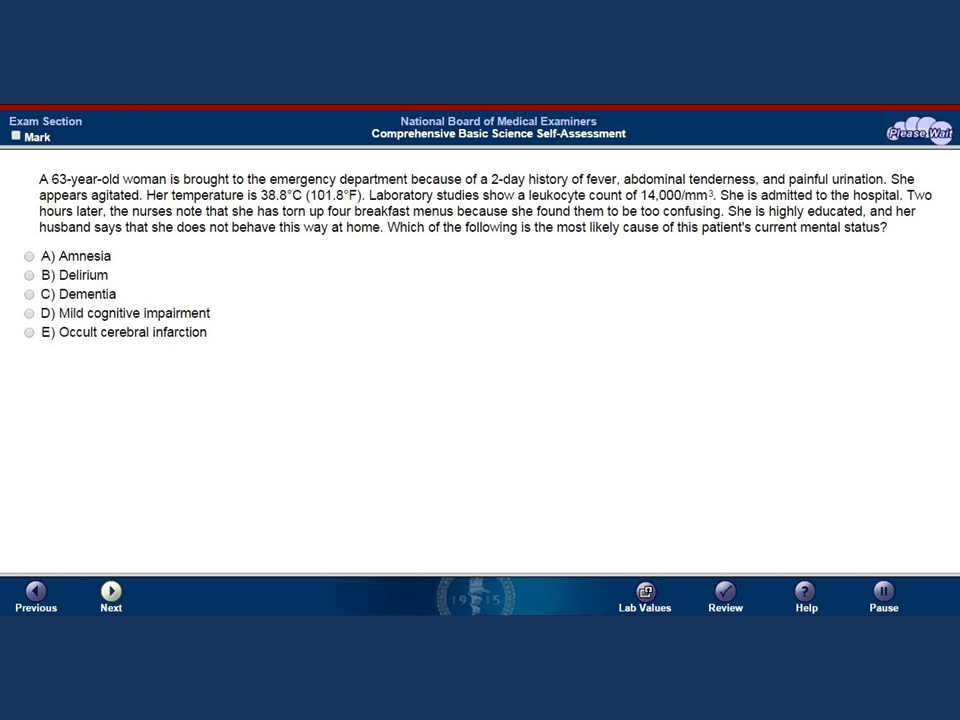 Exam Section
Mark
National Board of Medical Examiners
Comprehensive Basic Science Self-Assessment
Please Wait
A 63-year-old woman is brought to the emergency department because of a 2-day history of fever, abdominal tenderness, and painful urination. She
appears agitated. Her temperature is 38.8°C (101.8°F). Laboratory studies show a leukocyte count of 14,000/mm³. She is admitted to the hospital. Two
hours later, the nurses note that she has torn up four breakfast menus because she found them to be too confusing. She is highly educated, and her
husband says that she does not behave this way at home. Which of the following is the most likely cause of this patient's current mental status?
A) Amnesia
B) Delirium
C) Dementia
D) Mild cognitive impairment
E) Occult cerebral infarction
Previous
Next
19 15
Lab Values
Review
Help
Pause